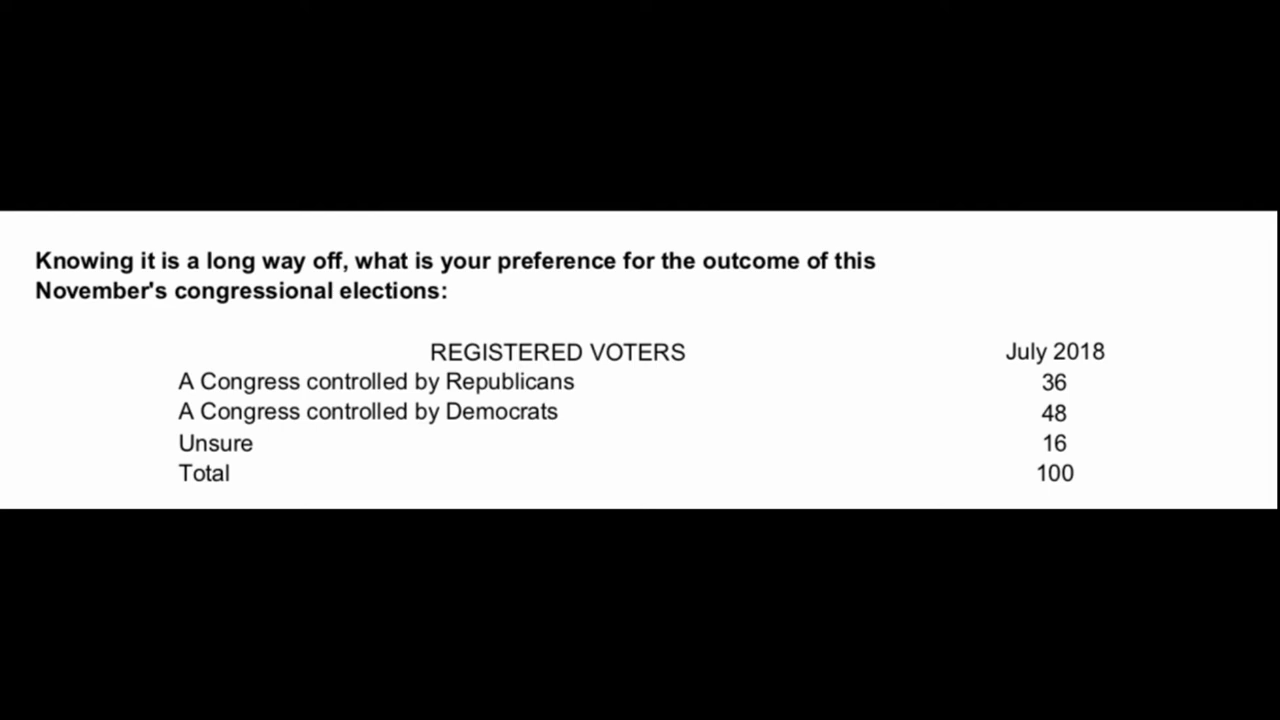 Knowing it is a long way off, what is your preference for the outcome of this
November's congressional elections:
REGISTERED VOTERS July 2018
A Congress controlled by Republicans 36
A Congress controlled by Democrats 48
Unsure 16
Total 100